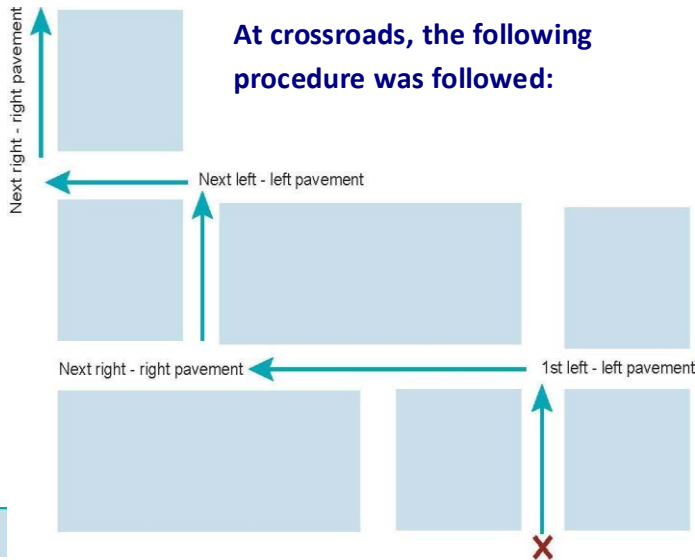 At crossroads, the following
procedure was followed:
Next right - right pavement
Next left - left pavement
Next right - right pavement
1st left - left pavement
X